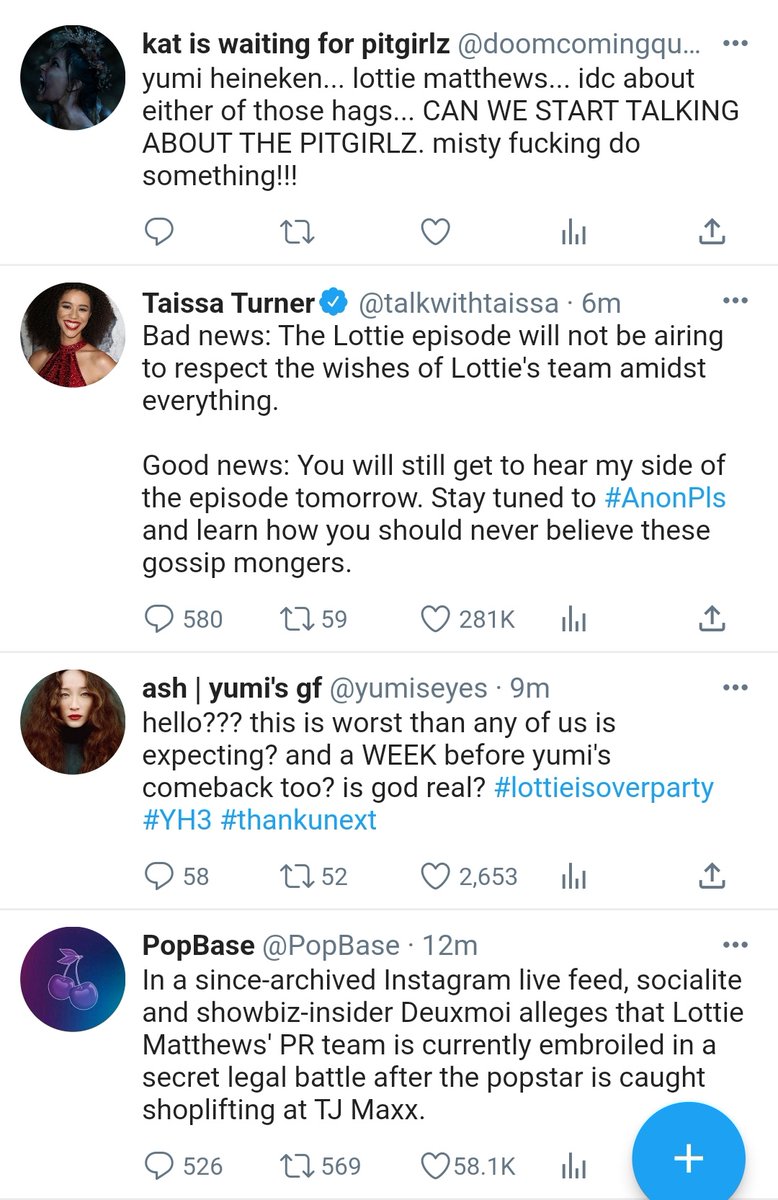 kat is waiting for pitgirlz @doomcomingqu...
yumi heineken... lottie matthews... idc about
either of those hags... CAN WE START TALKING
ABOUT THE PITGIRLZ. misty fucking do
something!!!
Taissa Turner @talkwithtaissa · 6m
Bad news: The Lottie episode will not be airing
to respect the wishes of Lottie's team amidst
everything.
Good news: You will still get to hear my side of
the episode tomorrow. Stay tuned to #AnonPls
and learn how you should never believe these
gossip mongers.
580 59 281K
ash | yumi's gf @yumiseyes · 9m
hello??? this is worst than any of us is
expecting? and a WEEK before yumi's
comeback too? is god real? #lottieisoverparty
#YH3 #thankunext
58 52 2,653
PopBase @PopBase · 12m
In a since-archived Instagram live feed, socialite
and showbiz-insider Deuxmoi alleges that Lottie
Matthews' PR team is currently embroiled in a
secret legal battle after the popstar is caught
shoplifting at TJ Maxx.
526 569 58.1K